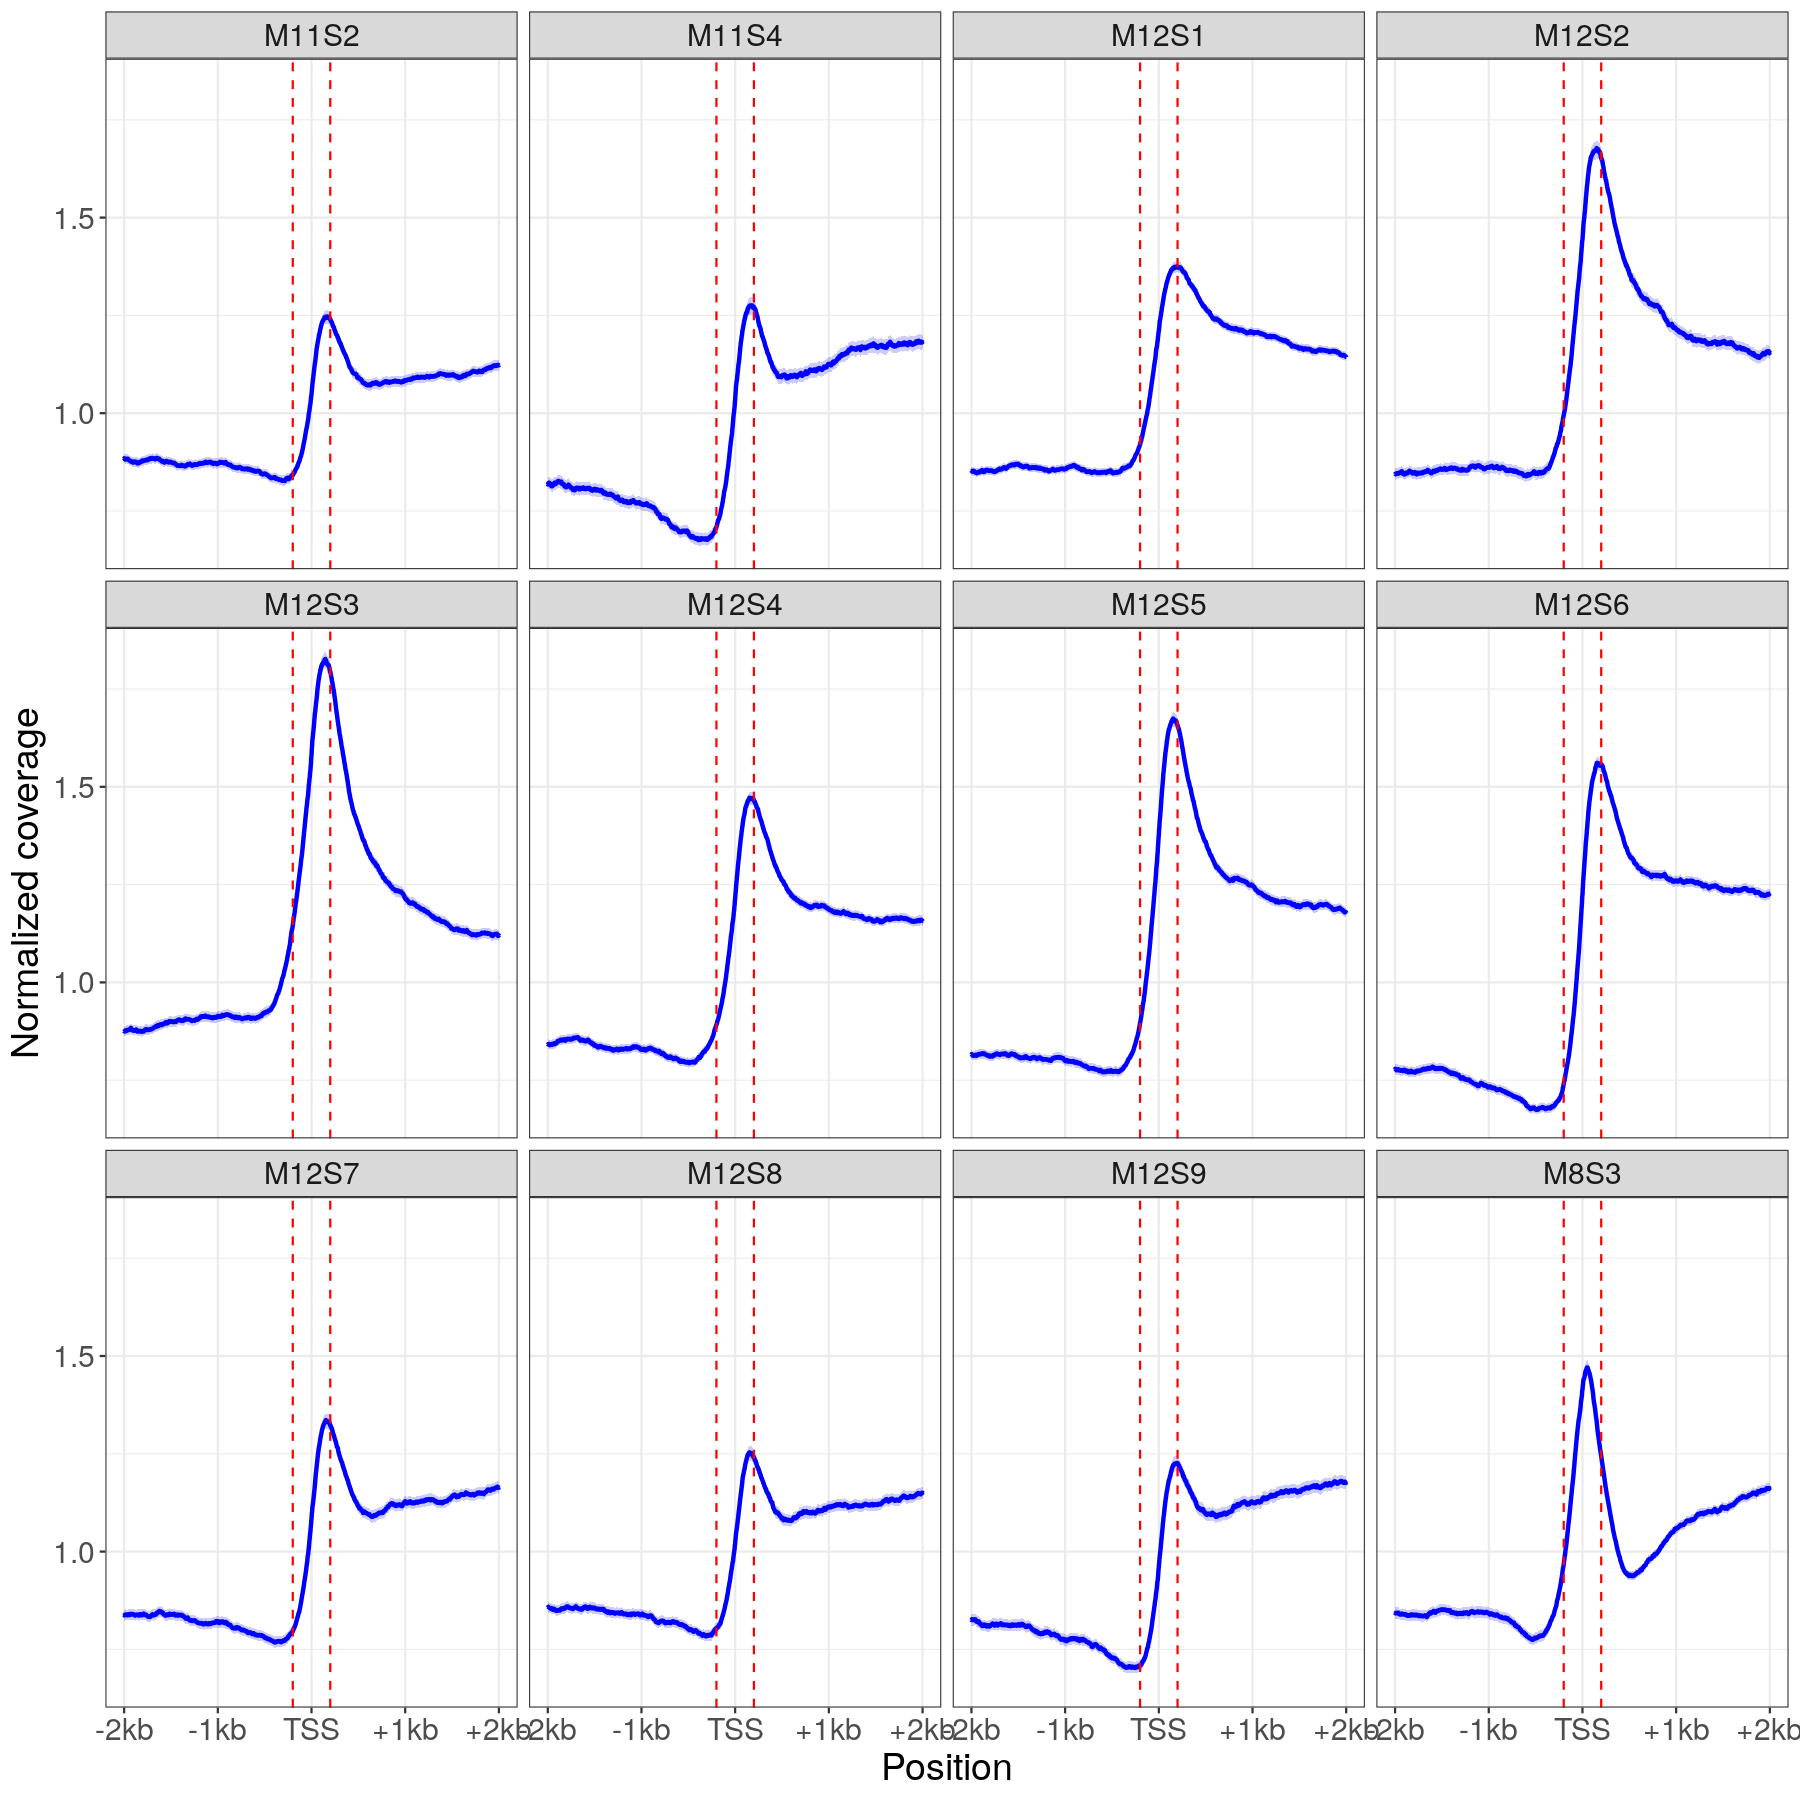 M11S2 M11S4 M12S1 M12S2
1.5
1.0
M12S3 M12S4 M12S5 M12S6
Normalized coverage
1.5
1.0
M12S7 M12S8 M12S9 M8S3
1.5
1.0
-2kb -1kb TSS +1kb +2kb -2kb -1kb TSS +1kb +2kb -2kb -1kb TSS +1kb +2kb -2kb -1kb TSS +1kb +2kb
Position